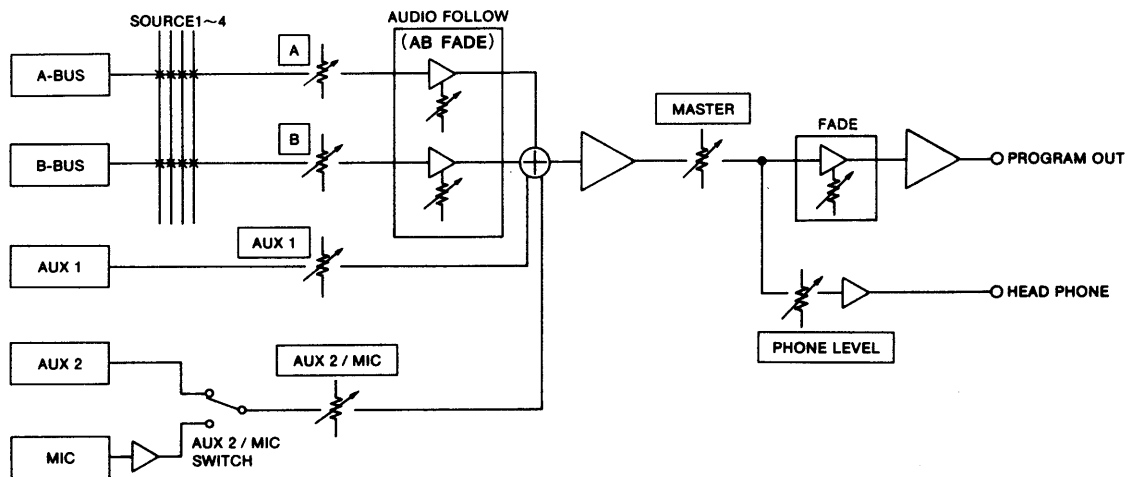 SOURCE1~4
AUDIO FOLLOW
(AB FADE)
A-BUS
A
MASTER
FADE
B-BUS
B
PROGRAM OUT
AUX 1
AUX 1
HEAD PHONE
PHONE LEVEL
AUX 2
AUX 2 / MIC
MIC
AUX 2 / MIC
SWITCH